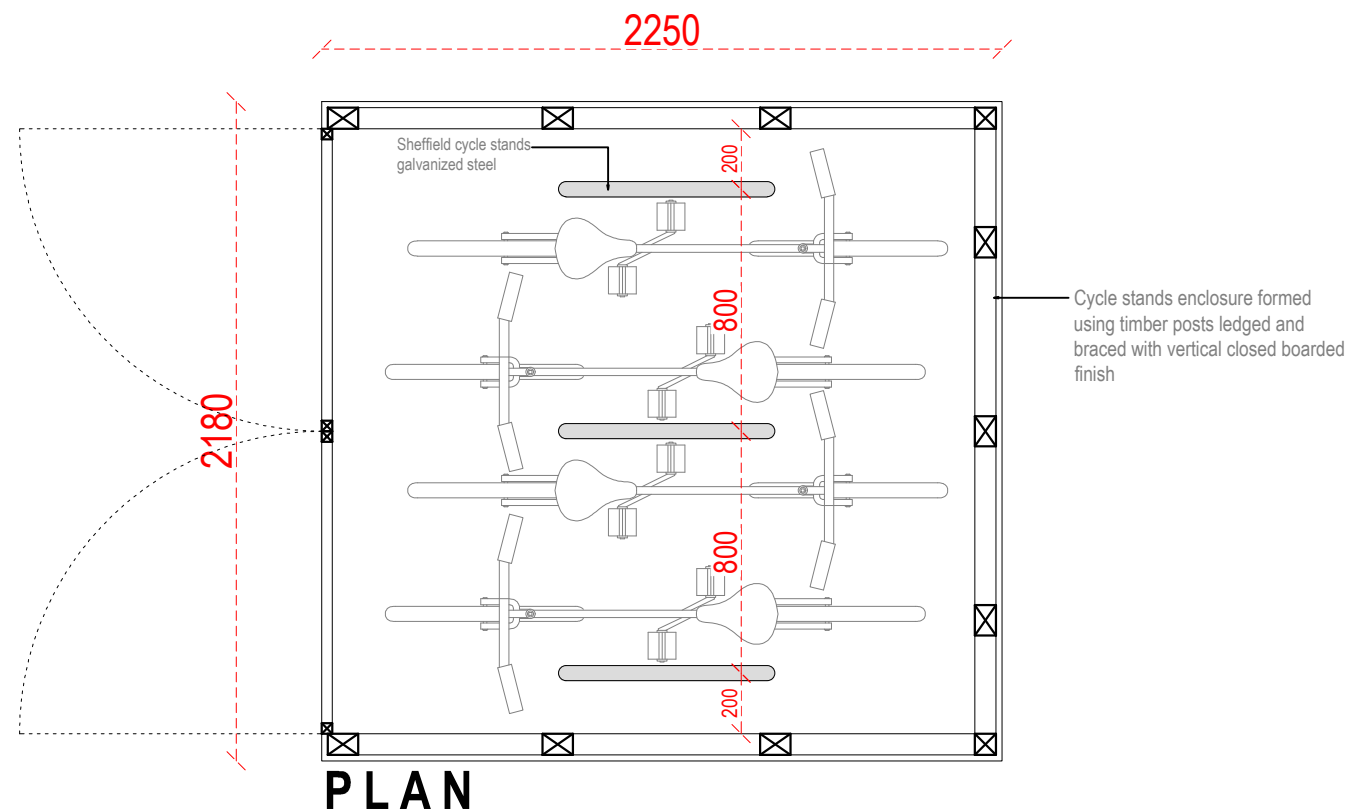 2250
Sheffield cycle stands
galvanized steel
200
800
Cycle stands enclosure formed
using timber posts ledged and
braced with vertical closed boarded
finish
2180
800
200
PLAN